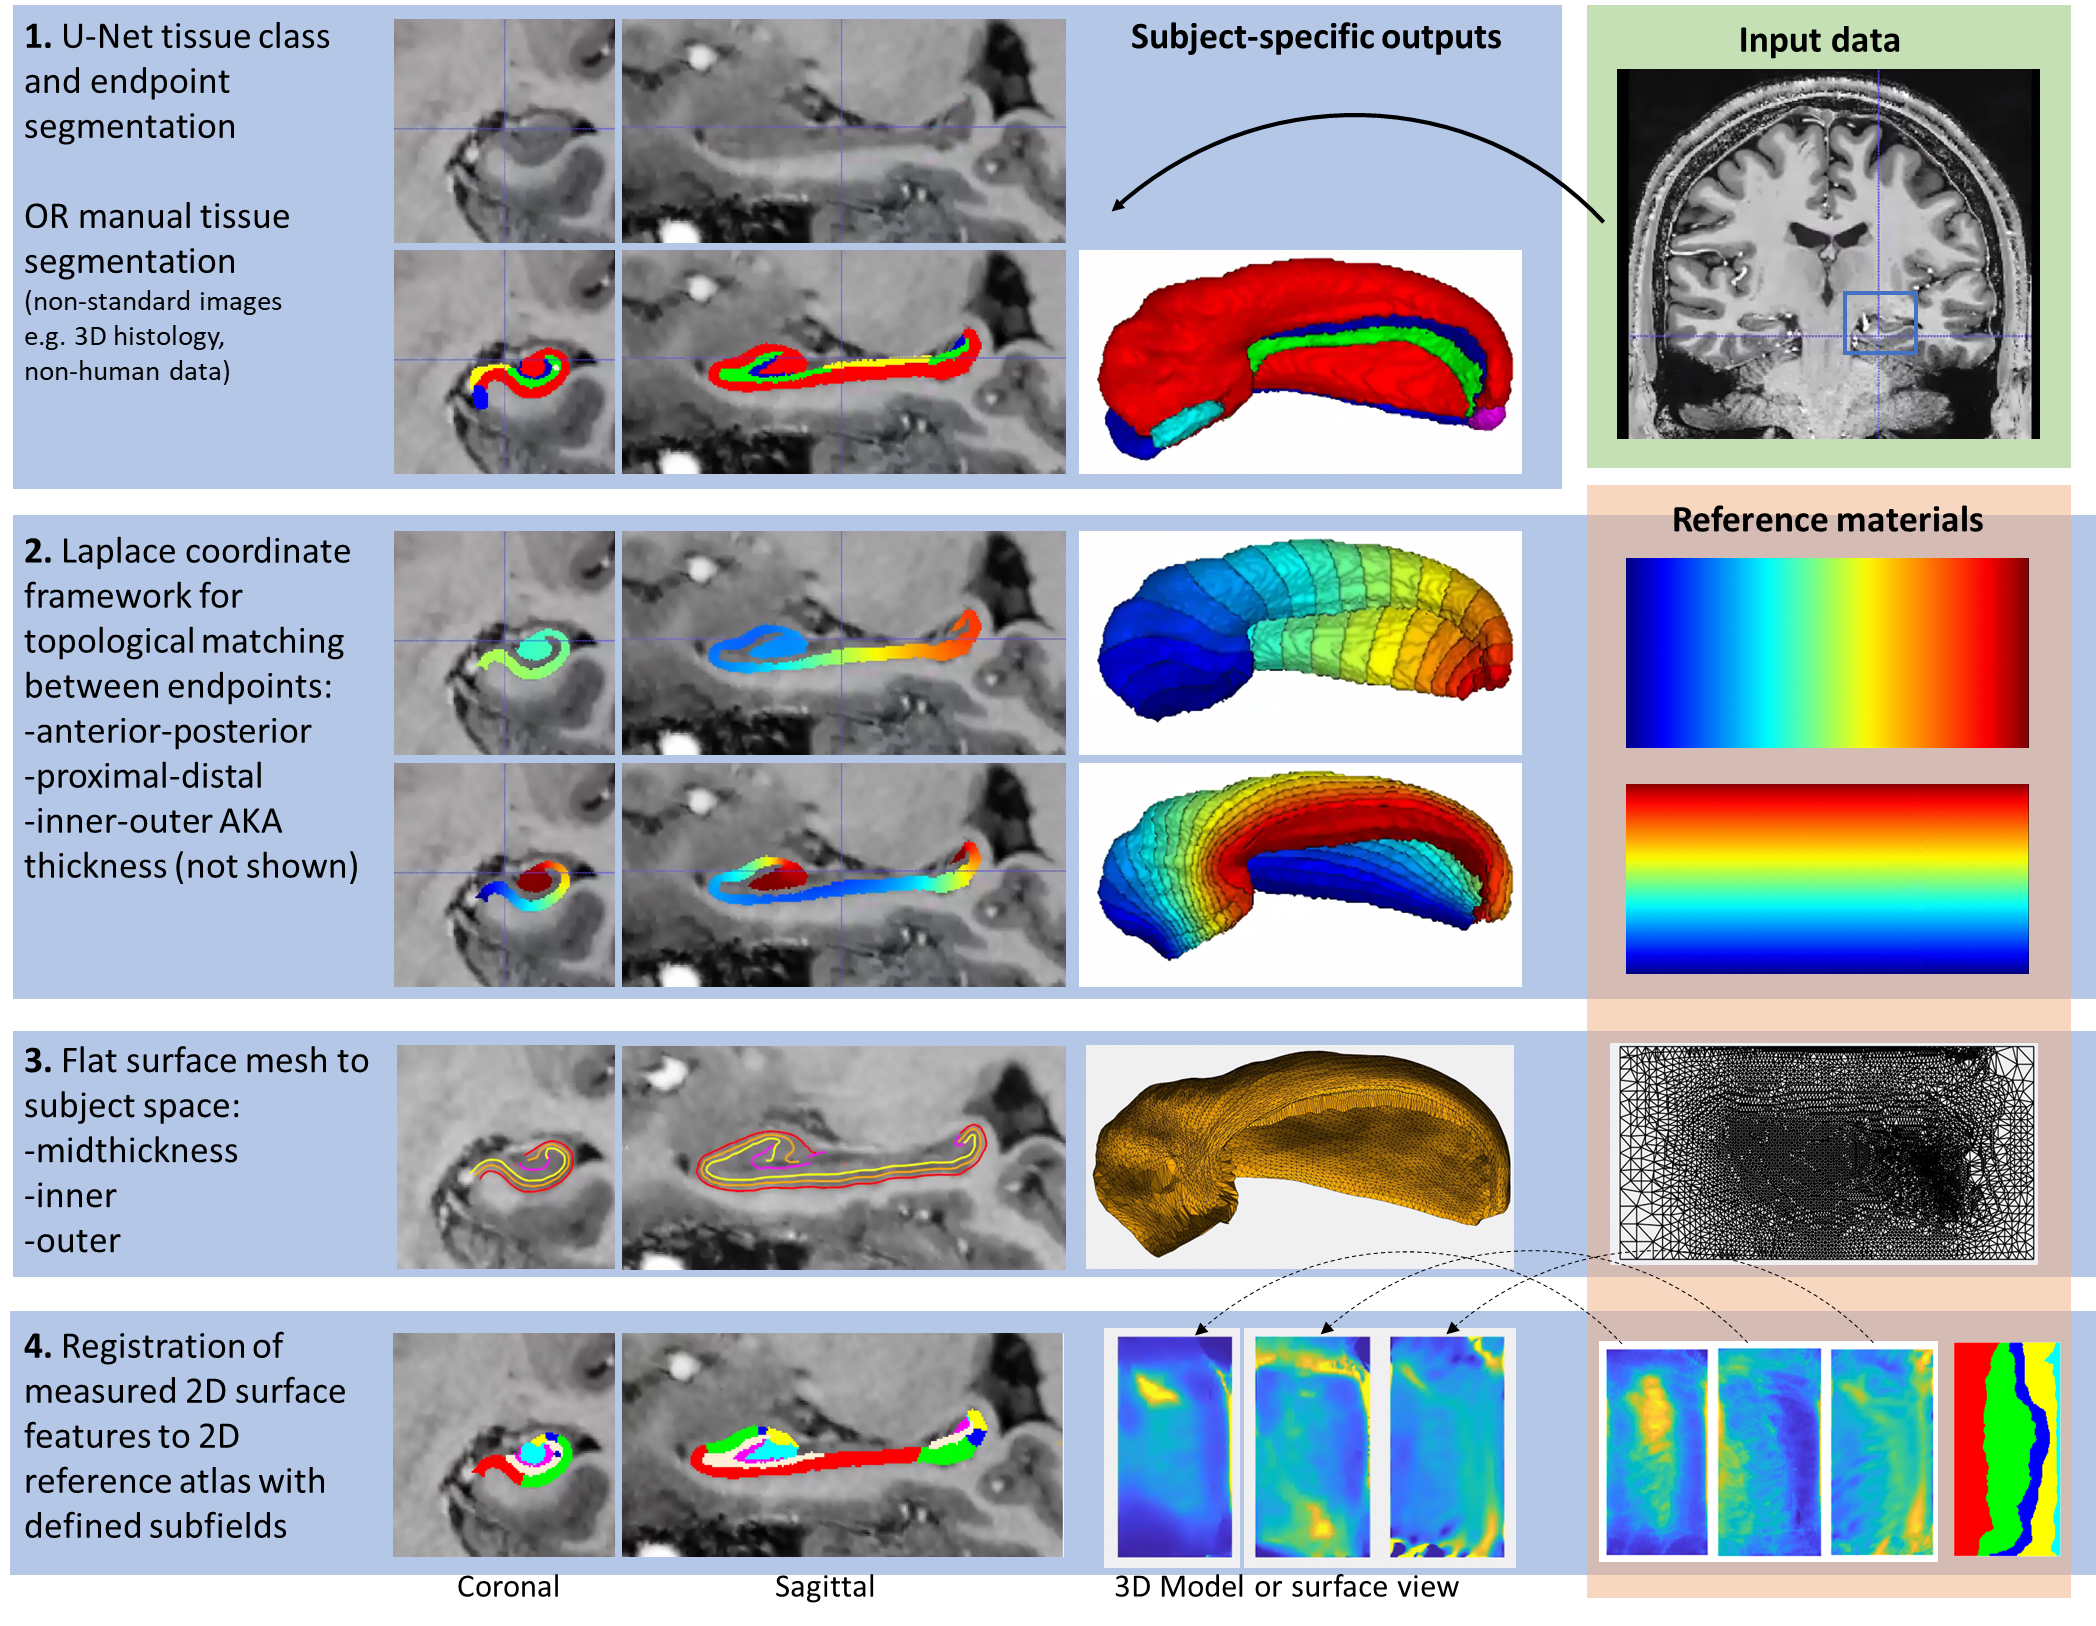 1. U-Net tissue class
and endpoint
segmentation
OR manual tissue
segmentation
(non-standard images
e.g. 3D histology,
non-human data)
Subject-specific outputs
Input data
Reference materials
2. Laplace coordinate
framework for
topological matching
between endpoints:
-anterior-posterior
-proximal-distal
-inner-outer AKA
thickness (not shown)
3. Flat surface mesh to
subject space:
-midthickness
-inner
-outer
4. Registration of
measured 2D surface
features to 2D
reference atlas with
defined subfields
Coronal
Sagittal
3D Model or surface view